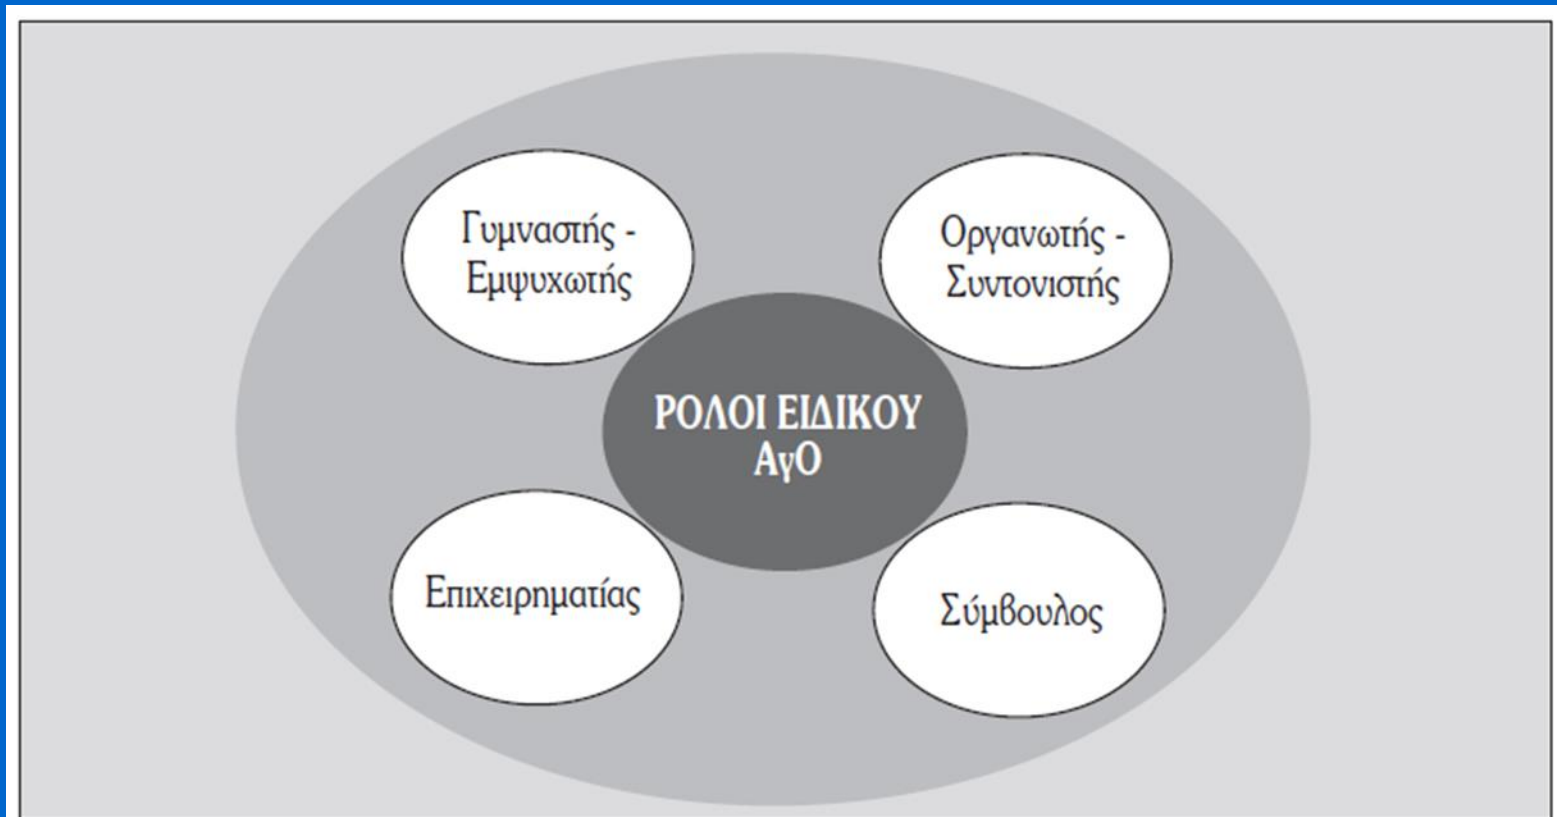 Γυμναστής -
Εμψυχωτής
Οργανωτής -
Συντονιστής
ΡΟΛΟΙ ΕΙΔΙΚΟΥ
ΑγΟ
Επιχειρηματίας
Σύμβουλος